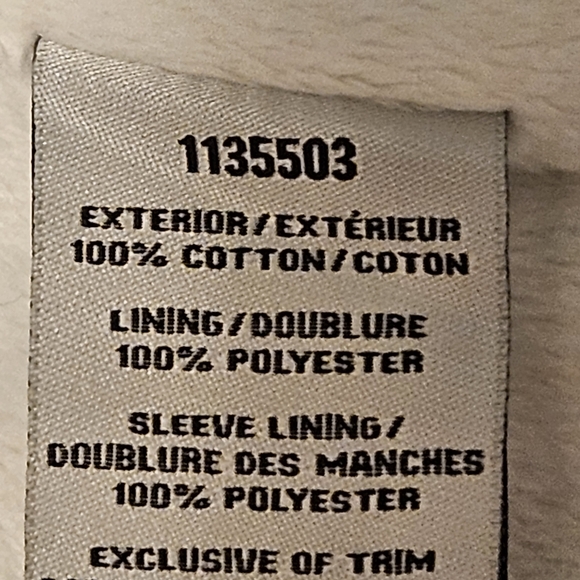 1135503
EXTERIOR/EXTÉRIEUR
100% COTTON/COTON
LINING/DOUBLURE
100% POLYESTER
SLEEVE LINING/
DOUBLURE DES MANCHES
100% POLYESTER
EXCLUSIVE OF TRIM